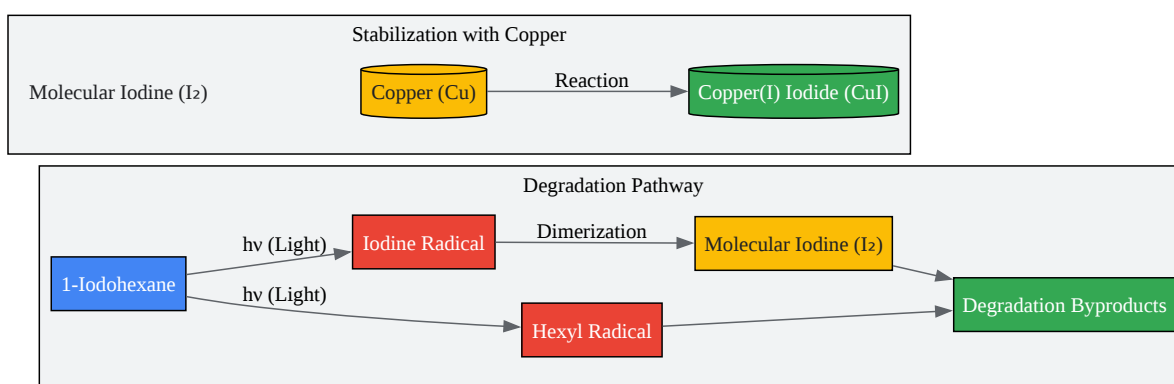 Stabilization with Copper
Molecular Iodine (I₂)
Copper (Cu)
Reaction
Copper(I) Iodide (CuI)
Degradation Pathway
1-Iodohexane
hν (Light)
hν (Light)
Iodine Radical
Hexyl Radical
Dimerization
Molecular Iodine (I₂)
Degradation Byproducts